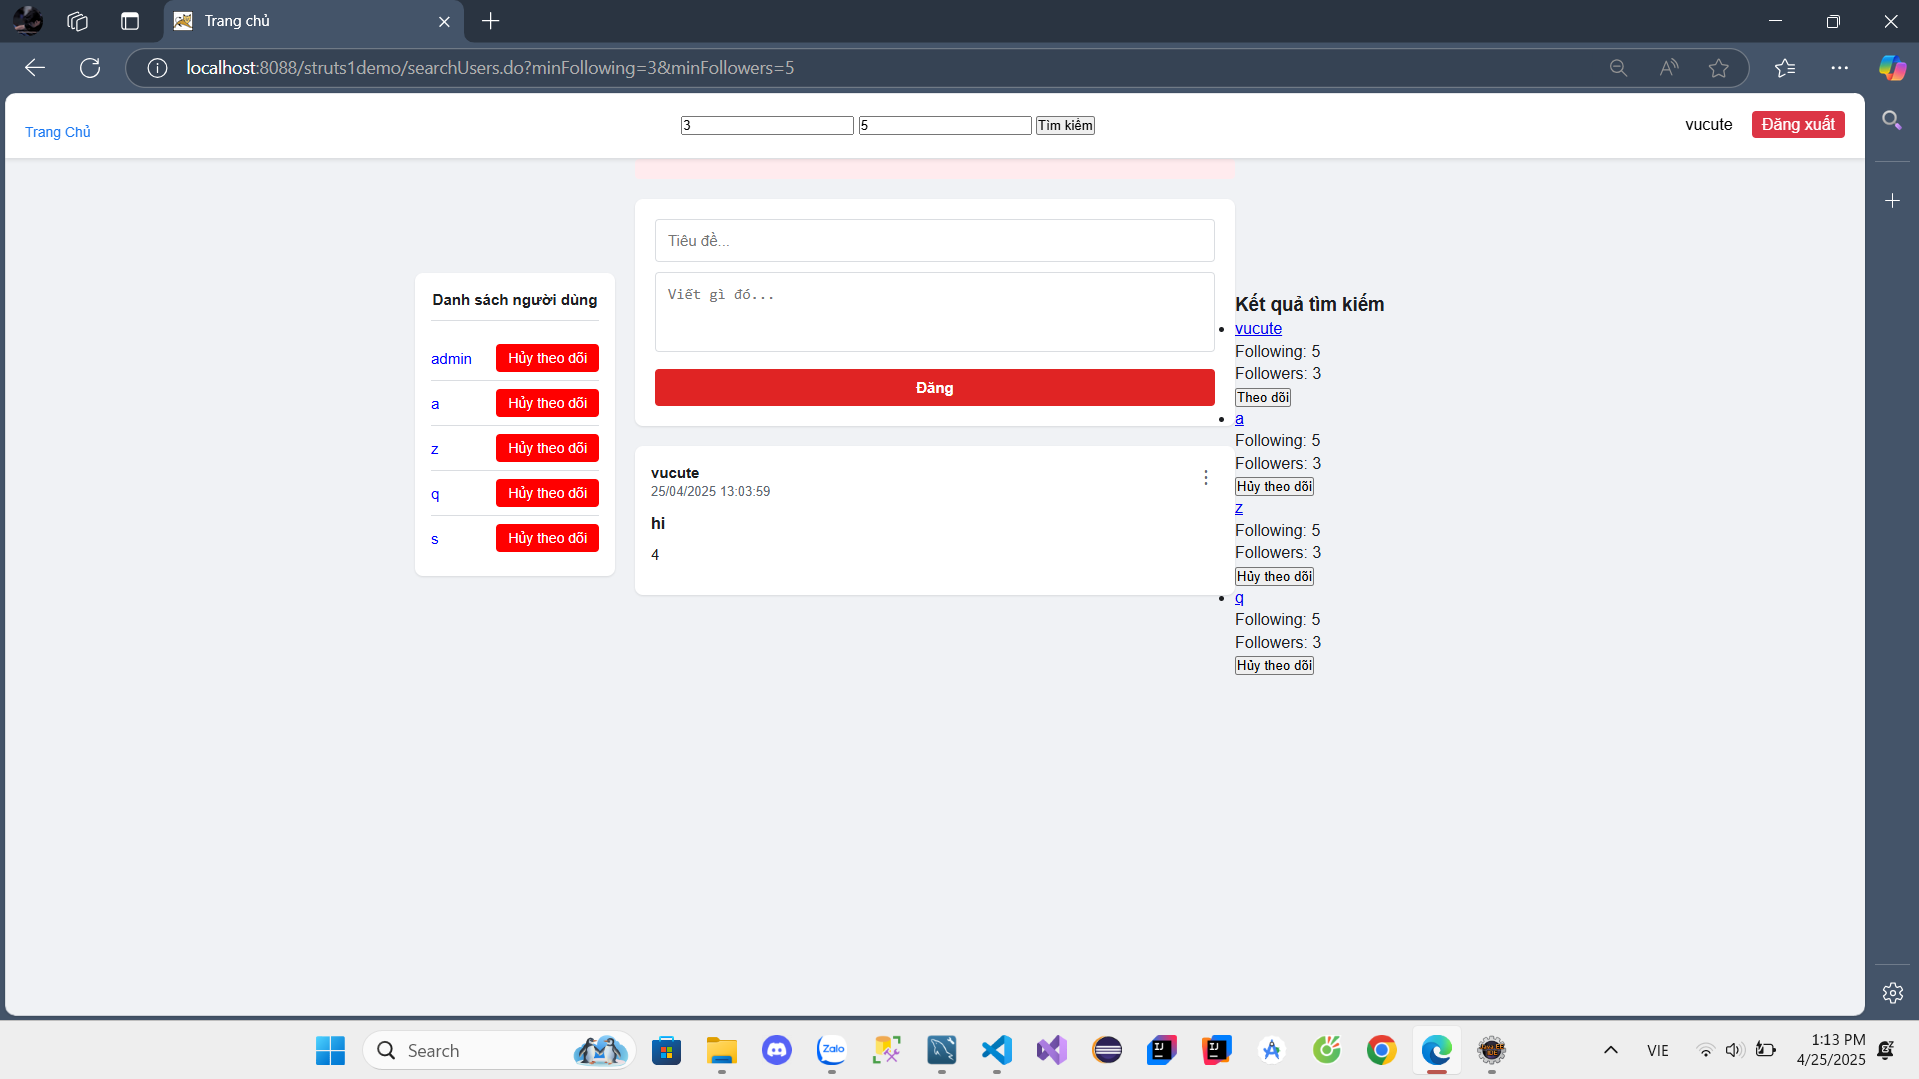 Trang chủ
localhost:8088/struts1demo/searchUsers.do?minFollowing=3&minFollowers=5
Trang Chủ
3
5
Tìm kiếm
vucute
Đăng xuất
Danh sách người dùng
admin
Hủy theo dõi
a
Hủy theo dõi
z
Hủy theo dõi
q
Hủy theo dõi
s
Hủy theo dõi
Tiêu đề...
Viết gì đó...
Đăng
vucute
25/04/2025 13:03:59
hi
4
Kết quả tìm kiếm
vucute
Following: 5
Followers: 3
Theo dõi
a
Following: 5
Followers: 3
Hủy theo dõi
z
Following: 5
Followers: 3
Hủy theo dõi
q
Following: 5
Followers: 3
Hủy theo dõi
Search
Zalo
VIE
1:13 PM
4/25/2025